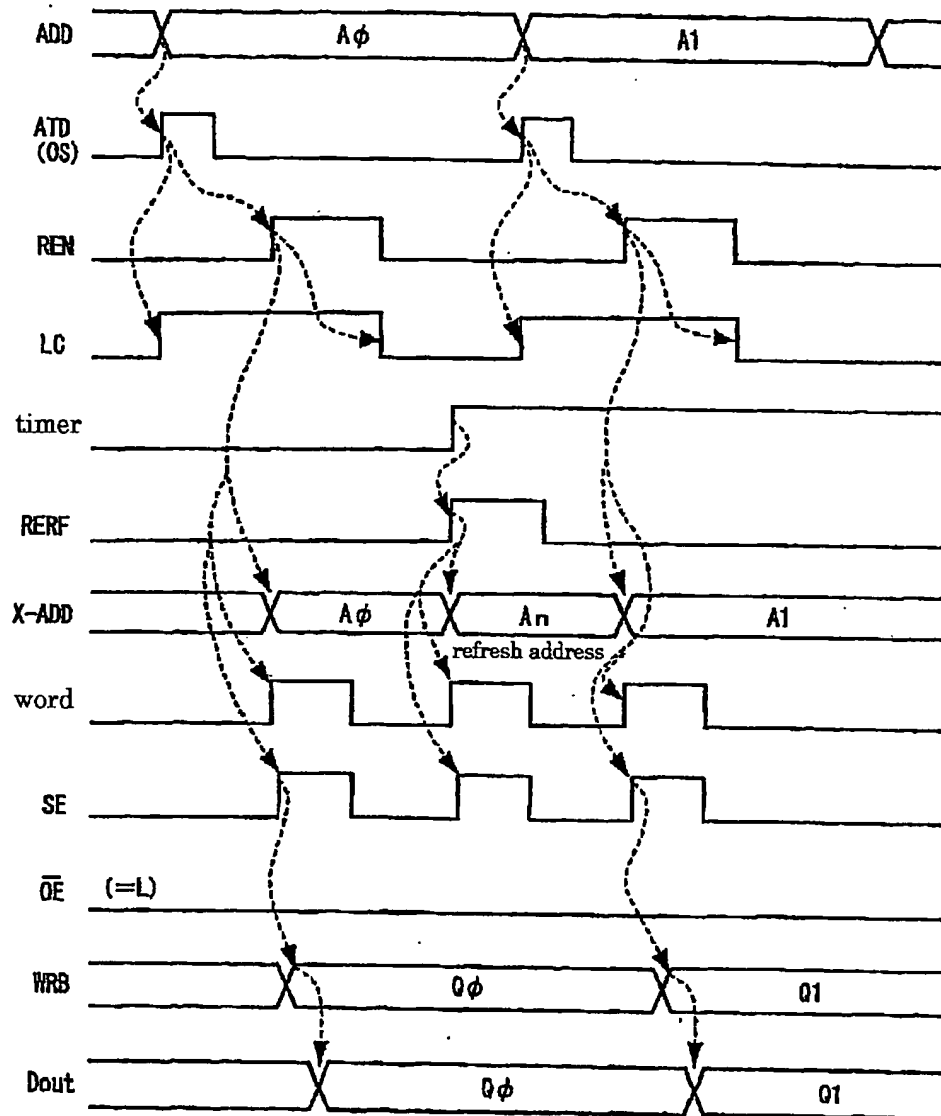 ADD Aφ A1
ATD
(OS)
REN
LC
timer
RERF
X-ADD Aφ An A1
refresh address
word
SE
O̅E̅ (=L)
WRB Qφ Q1
Dout Qφ Q1